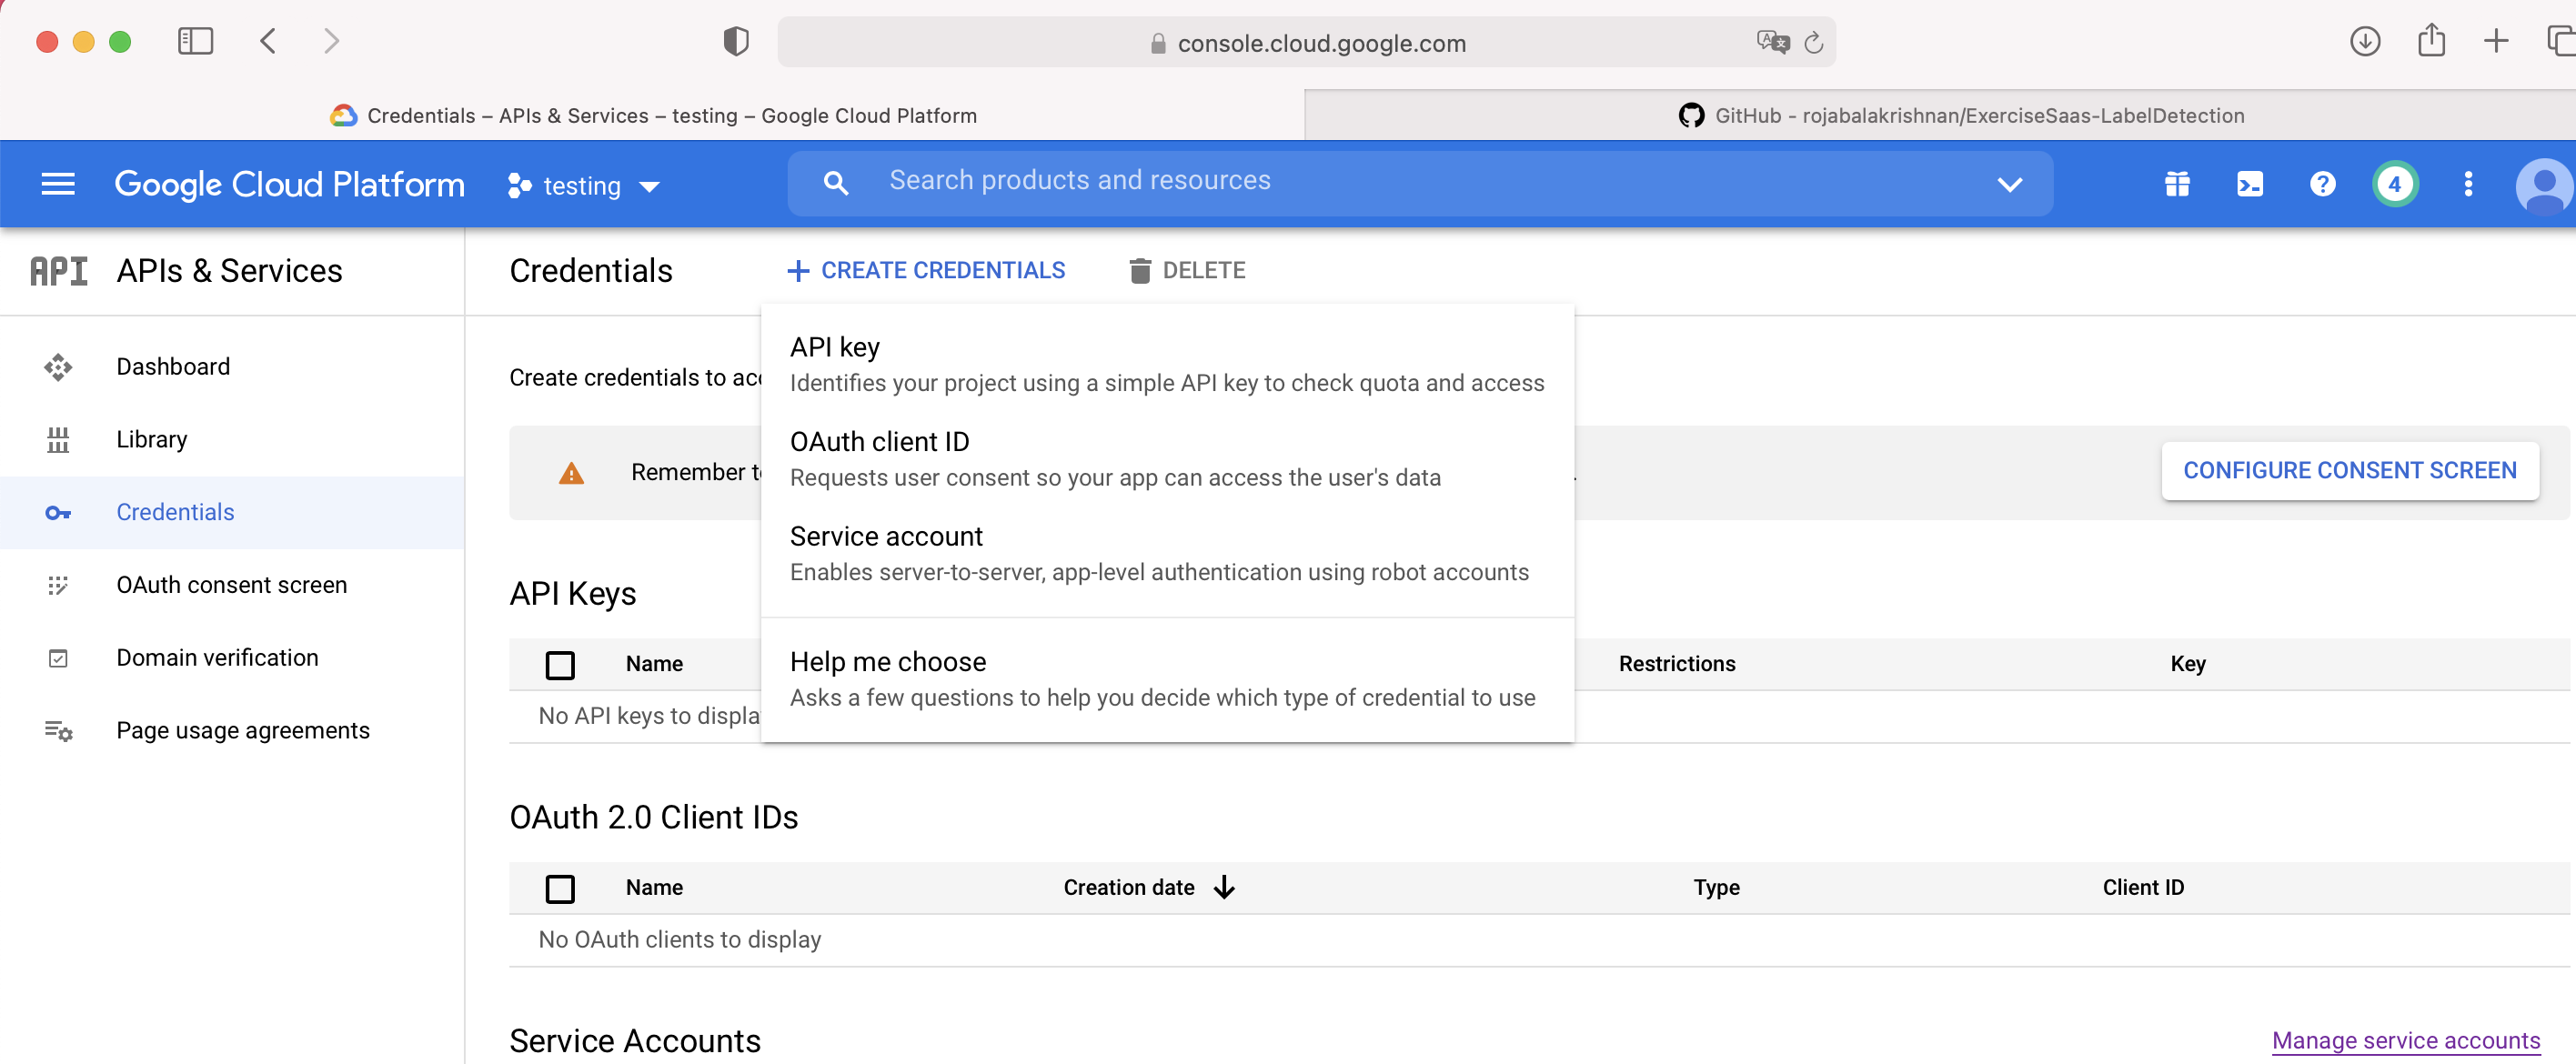 console.cloud.google.com
Credentials – APIs & Services – testing – Google Cloud Platform
GitHub - rojabalakrishnan/ExerciseSaas-LabelDetection
Google Cloud Platform
testing
Search products and resources
4
API
APIs & Services
Dashboard
Library
Credentials
OAuth consent screen
Domain verification
Page usage agreements
Credentials
CREATE CREDENTIALS
DELETE
Create credentials to
API key
Identifies your project using a simple API key to check quota and access
OAuth client ID
Requests user consent so your app can access the user's data
Service account
Enables server-to-server, app-level authentication using robot accounts
Help me choose
Asks a few questions to help you decide which type of credential to use
Remember
CONFIGURE CONSENT SCREEN
API Keys
Name
Restrictions
Key
No API keys to
OAuth 2.0 Client IDs
Name
Creation date
Type
Client ID
No OAuth clients to display
Service Accounts
Manage service accounts